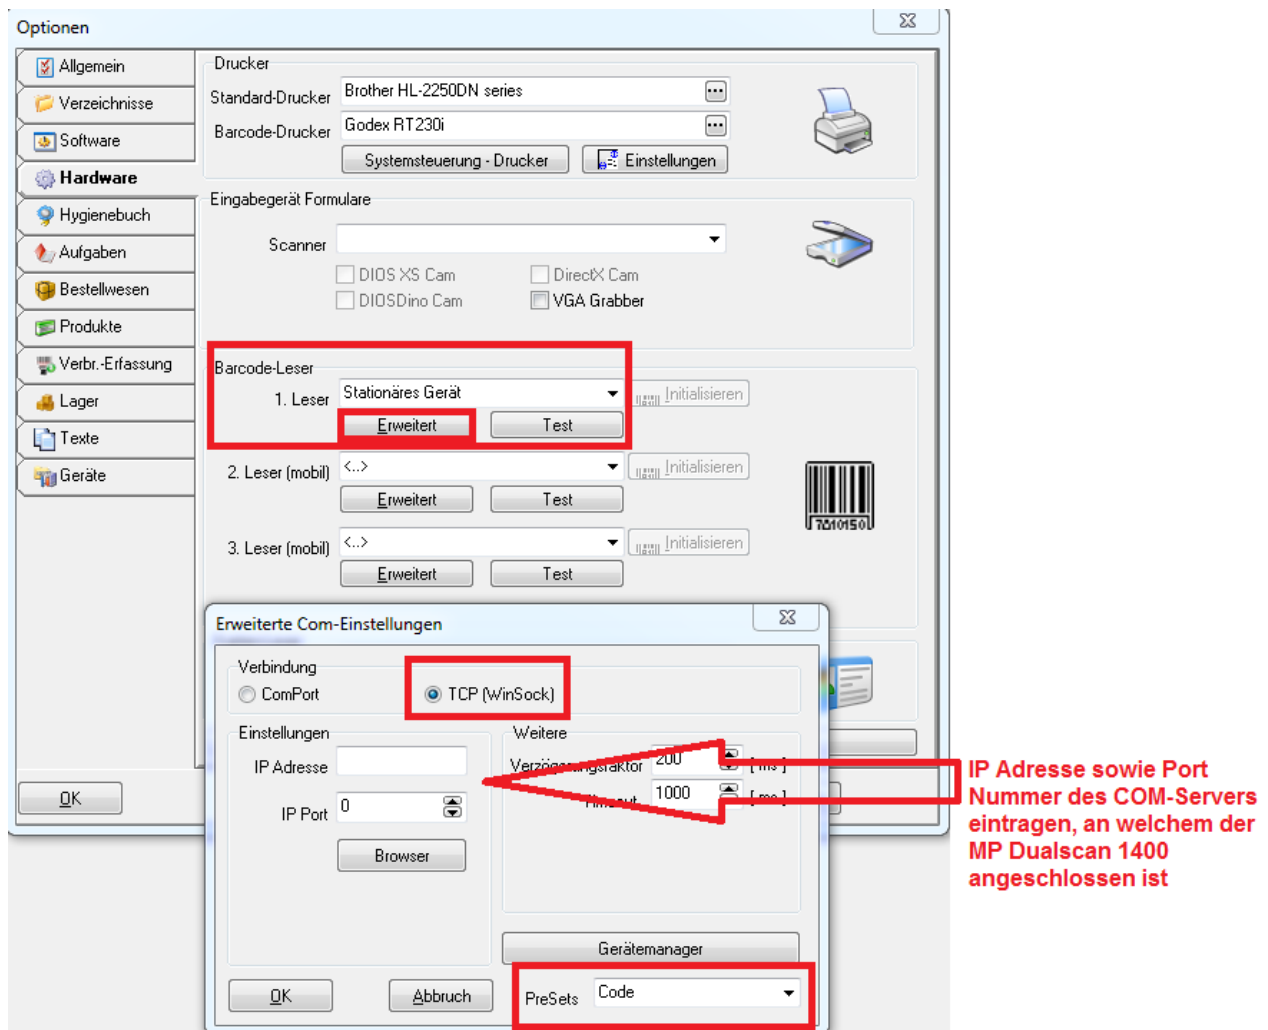 Optionen
Allgemein
Verzeichnisse
Software
Hardware
Hygienebuch
Aufgaben
Bestellwesen
Produkte
Verbr.-Erfassung
Lager
Texte
Geräte
Drucker
Standard-Drucker Brother HL-2250DN series ...
Barcode-Drucker Godex RT230i ...
Systemsteuerung - Drucker Einstellungen
Eingabegerät Formulare
Scanner
DIOS XS Cam DirectX Cam
DIOSDino Cam VGA Grabber
Barcode-Leser
1. Leser Stationäres Gerät Initialisieren
Erweitert Test
2. Leser (mobil) <..> Initialisieren
Erweitert Test
3. Leser (mobil) <..> Initialisieren
Erweitert Test
OK
Erweiterte Com-Einstellungen
Verbindung
ComPort TCP (WinSock)
Einstellungen
IP Adresse
IP Port 0
Browser
Weitere
Verzögerungsfaktor 200 [ ms ]
Timeout 1000 [ ms ]
Gerätemanager
OK Abbruch PreSets Code
IP Adresse sowie Port
Nummer des COM-Servers
eintragen, an welchem der
MP Dualscan 1400
angeschlossen ist